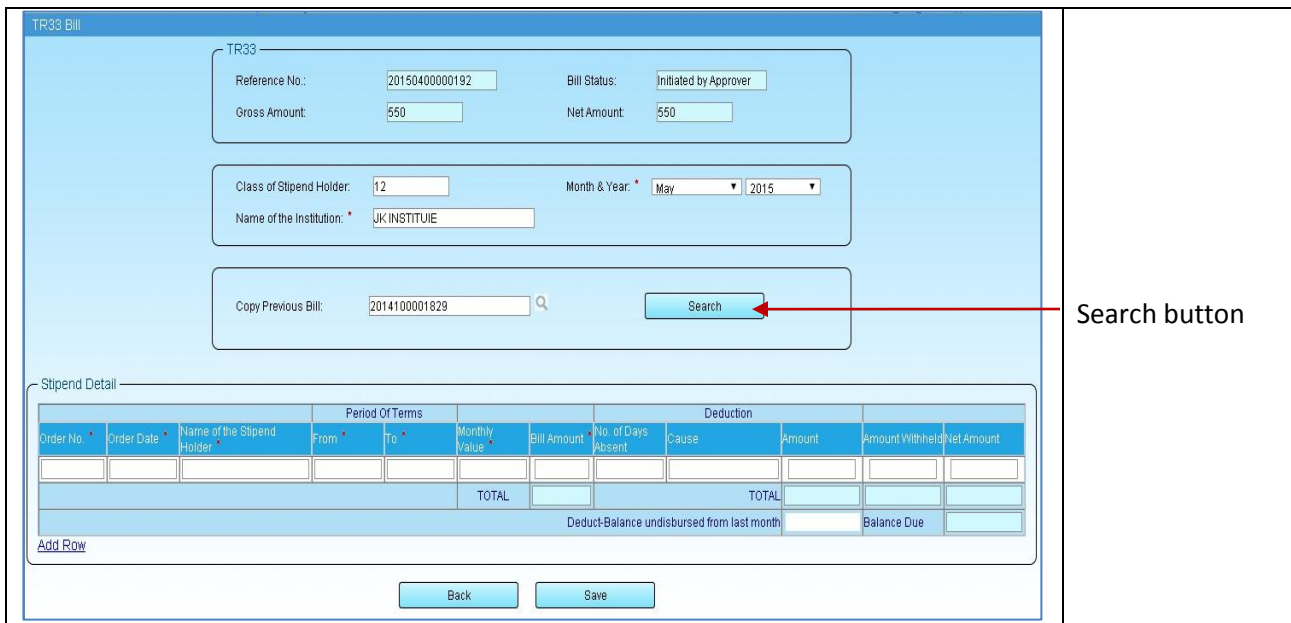 TR33 Bill
TR33
Reference No.: 20150400000192 Bill Status: Initiated by Approver
Gross Amount: 550 Net Amount: 550
Class of Stipend Holder: 12 Month & Year: * May 2015
Name of the Institution: * JK INSTITUIE
Copy Previous Bill: 2014100001829 Search
Search button
Stipend Detail
Period Of Terms Deduction
Order No. * Order Date * Name of the Stipend Holder * From * To * Monthly Value * Bill Amount * No. of Days Absent Cause Amount Amount Withheld Net Amount
TOTAL TOTAL
Deduct-Balance undisbursed from last month Balance Due
Add Row
Back Save